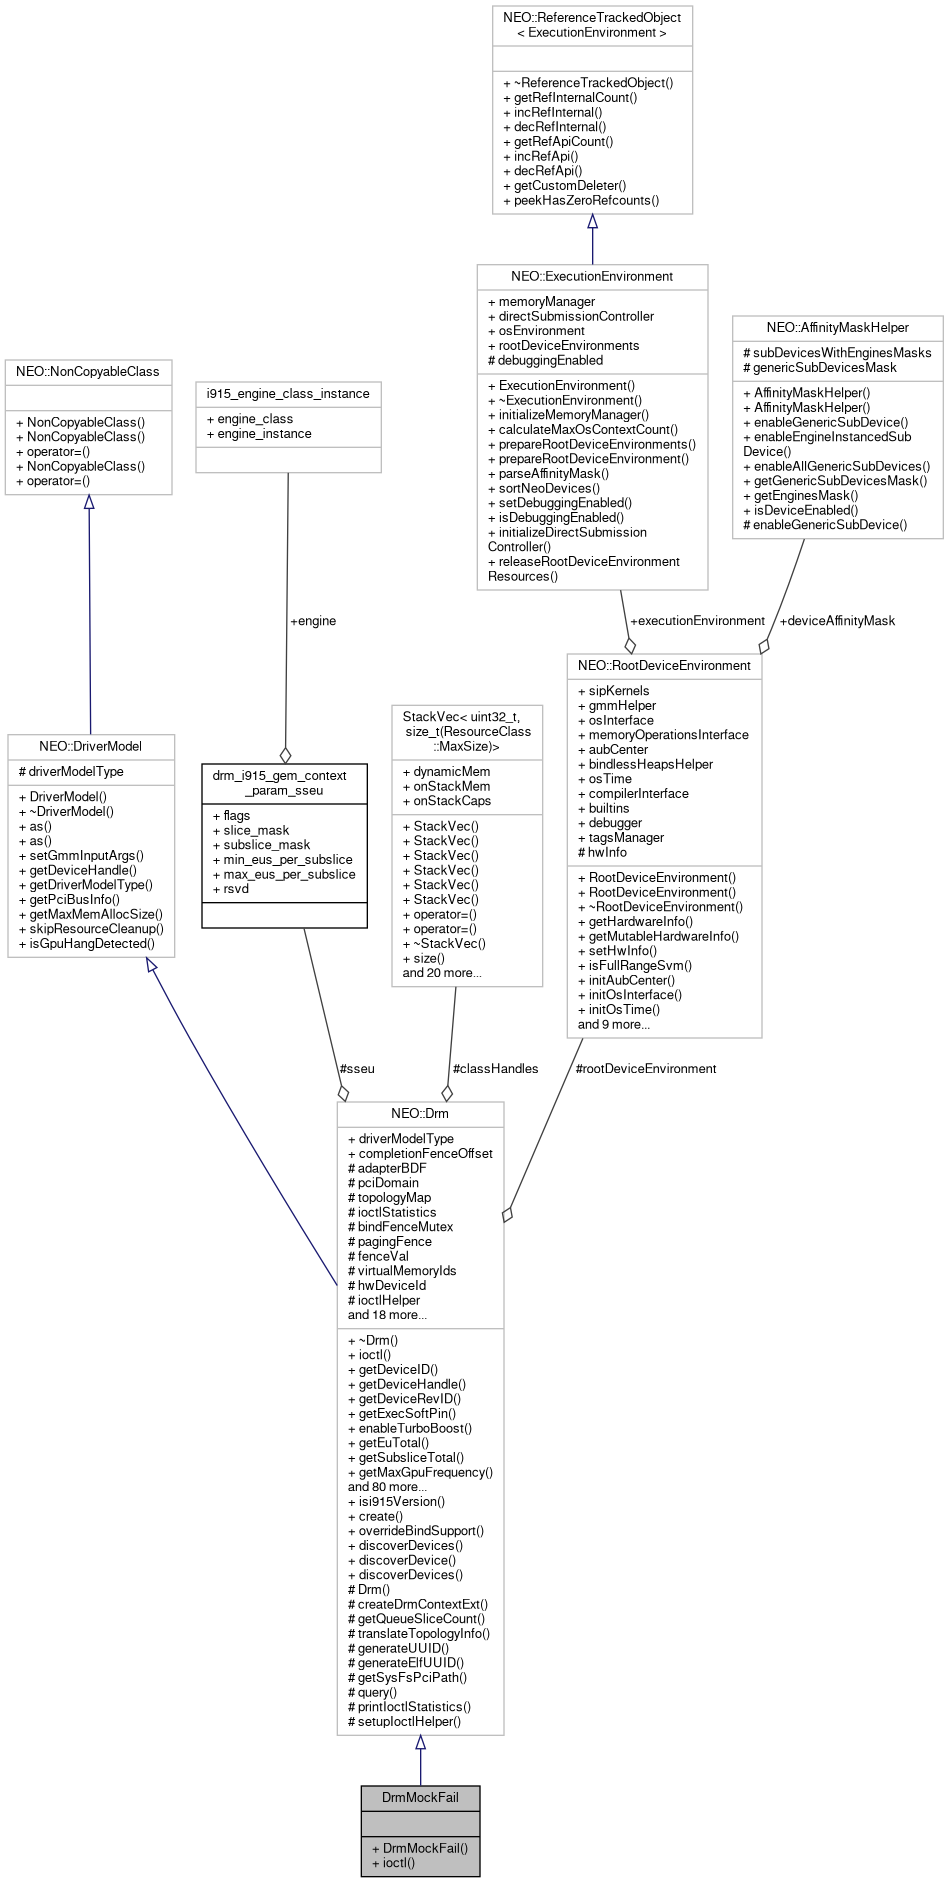 NEO::ReferenceTrackedObject
< ExecutionEnvironment >
+ ~ReferenceTrackedObject()
+ getRefInternalCount()
+ incRefInternal()
+ decRefInternal()
+ getRefApiCount()
+ incRefApi()
+ decRefApi()
+ getCustomDeleter()
+ peekHasZeroRefcounts()
NEO::ExecutionEnvironment
+ memoryManager
+ directSubmissionController
+ osEnvironment
+ rootDeviceEnvironments
# debuggingEnabled
+ ExecutionEnvironment()
+ ~ExecutionEnvironment()
+ initializeMemoryManager()
+ calculateMaxOsContextCount()
+ prepareRootDeviceEnvironments()
+ prepareRootDeviceEnvironment()
+ parseAffinityMask()
+ sortNeoDevices()
+ setDebuggingEnabled()
+ isDebuggingEnabled()
+ initializeDirectSubmission
Controller()
+ releaseRootDeviceEnvironment
Resources()
NEO::AffinityMaskHelper
# subDevicesWithEnginesMasks
# genericSubDevicesMask
+ AffinityMaskHelper()
+ AffinityMaskHelper()
+ enableGenericSubDevice()
+ enableEngineInstancedSub
Device()
+ enableAllGenericSubDevices()
+ getGenericSubDevicesMask()
+ getEnginesMask()
+ isDeviceEnabled()
# enableGenericSubDevice()
NEO::NonCopyableClass
+ NonCopyableClass()
+ NonCopyableClass()
+ operator=()
+ NonCopyableClass()
+ operator=()
i915_engine_class_instance
+ engine_class
+ engine_instance
+engine
+executionEnvironment
+deviceAffinityMask
NEO::RootDeviceEnvironment
+ sipKernels
+ gmmHelper
+ osInterface
+ memoryOperationsInterface
+ aubCenter
+ bindlessHeapsHelper
+ osTime
+ compilerInterface
+ builtins
+ debugger
+ tagsManager
# hwInfo
+ RootDeviceEnvironment()
+ RootDeviceEnvironment()
+ ~RootDeviceEnvironment()
+ getHardwareInfo()
+ getMutableHardwareInfo()
+ setHwInfo()
+ isFullRangeSvm()
+ initAubCenter()
+ initOsInterface()
+ initOsTime()
and 9 more...
StackVec< uint32_t,
size_t(ResourceClass
::MaxSize)>
+ dynamicMem
+ onStackMem
+ onStackCaps
+ StackVec()
+ StackVec()
+ StackVec()
+ StackVec()
+ StackVec()
+ StackVec()
+ operator=()
+ operator=()
+ ~StackVec()
+ size()
and 20 more...
NEO::DriverModel
# driverModelType
+ DriverModel()
+ ~DriverModel()
+ as()
+ as()
+ setGmmInputArgs()
+ getDeviceHandle()
+ getDriverModelType()
+ getPciBusInfo()
+ getMaxMemAllocSize()
+ skipResourceCleanup()
+ isGpuHangDetected()
drm_i915_gem_context
_param_sseu
+ flags
+ slice_mask
+ subslice_mask
+ min_eus_per_subslice
+ max_eus_per_subslice
+ rsvd
#sseu
#classHandles
#rootDeviceEnvironment
NEO::Drm
+ driverModelType
+ completionFenceOffset
# adapterBDF
# pciDomain
# topologyMap
# ioctlStatistics
# bindFenceMutex
# pagingFence
# fenceVal
# virtualMemoryIds
# hwDeviceId
# ioctlHelper
and 18 more...
+ ~Drm()
+ ioctl()
+ getDeviceID()
+ getDeviceHandle()
+ getDeviceRevID()
+ getExecSoftPin()
+ enableTurboBoost()
+ getEuTotal()
+ getSubsliceTotal()
+ getMaxGpuFrequency()
and 80 more...
+ isi915Version()
+ create()
+ overrideBindSupport()
+ discoverDevices()
+ discoverDevice()
+ discoverDevices()
# Drm()
# createDrmContextExt()
# getQueueSliceCount()
# translateTopologyInfo()
# generateUUID()
# generateElfUUID()
# getSysFsPciPath()
# query()
# printIoctlStatistics()
# setupIoctlHelper()
DrmMockFail
+ DrmMockFail()
+ ioctl()